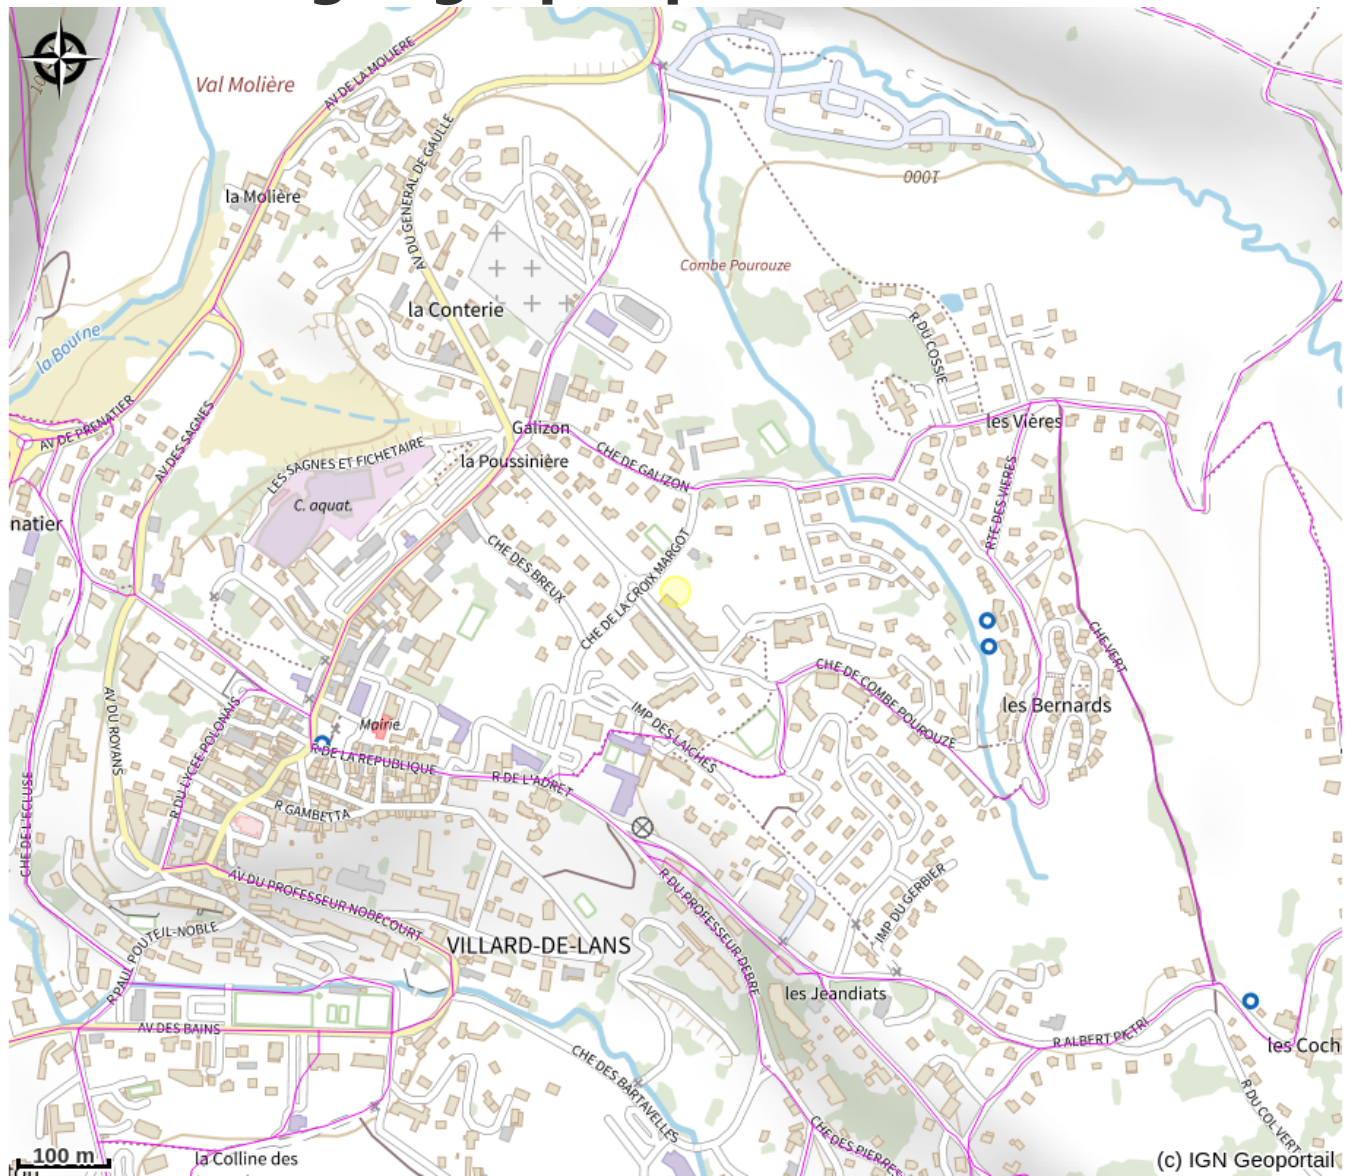 Val Molière
AV DE LA MOLIERE
AV DU GENERAL DE GAULLE
la Molière
1000
Combe Pourouze
la Conterie
R DU COSSIE
la Bourne
AV DE PRENATIER
AV DES SAGNES
Galizon
les Vières
LES SAGNES ET FICHETAIRE
la Poussinière
CHE DE GALIZON
RTE DES VIERES
C. aquat.
natier
CHE DES BREUX
CHE DE LA CROIX MARGOT
CHE VERT
CHE DE COMBE POUROUZE
les Bernards
AV DU ROYANS
R DU LYCEE POLONAIS
Mairie
IMP DES LAICHES
R DE LA REPUBLIQUE
R DE L'ADRET
CHE DE L'ECLUSE
R GAMBETTA
AV DU PROFESSEUR NOBECOURT
R DU PROFESSEUR DEBRE
IMP DU GERBIER
R PAUL POUTEIL-NOBLE
VILLARD-DE-LANS
les Jeandiats
AV DES BAINS
R ALBERT PIETRI
les Coch
CHE DES BARTAVELLES
R DU COL VERT
CHE DES PIERRES
100 m
la Colline des
(c) IGN Geoportail